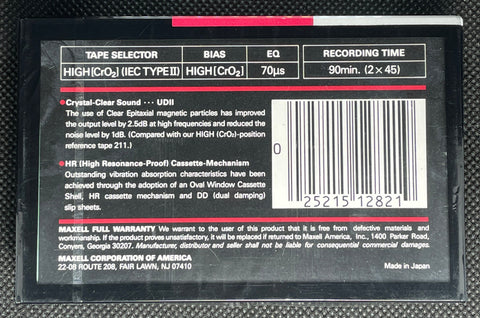 TAPE SELECTOR BIAS EQ RECORDING TIME
HIGH[CrO₂] (IEC TYPE II) HIGH[CrO₂] 70μs 90min. (2 × 45)
• Crystal-Clear Sound ··· UDII
The use of Clear Epitaxial magnetic particles has improved
the output level by 2.5dB at high frequencies and reduced the
noise level by 1dB. (Compared with our HIGH (CrO₂)-position
reference tape 211.)
• HR (High Resonance-Proof) Cassette-Mechanism
Outstanding vibration absorption characteristics have been
achieved through the adoption of an Oval Window Cassette
Shell, HR cassette mechanism and DD (dual damping)
slip sheets.
0 25215 12821
MAXELL FULL WARRANTY We warrant to the user of this product that it is free from defective materials and
workmanship. If the product proves unsatisfactory, it will be replaced if returned to Maxell America, Inc., 1400 Parker Road,
Conyers, Georgia 30207. Manufacturer, distributor and seller shall not be liable for consequential commercial damages.
MAXELL CORPORATION OF AMERICA
22-08 ROUTE 208, FAIR LAWN, NJ 07410 Made in Japan